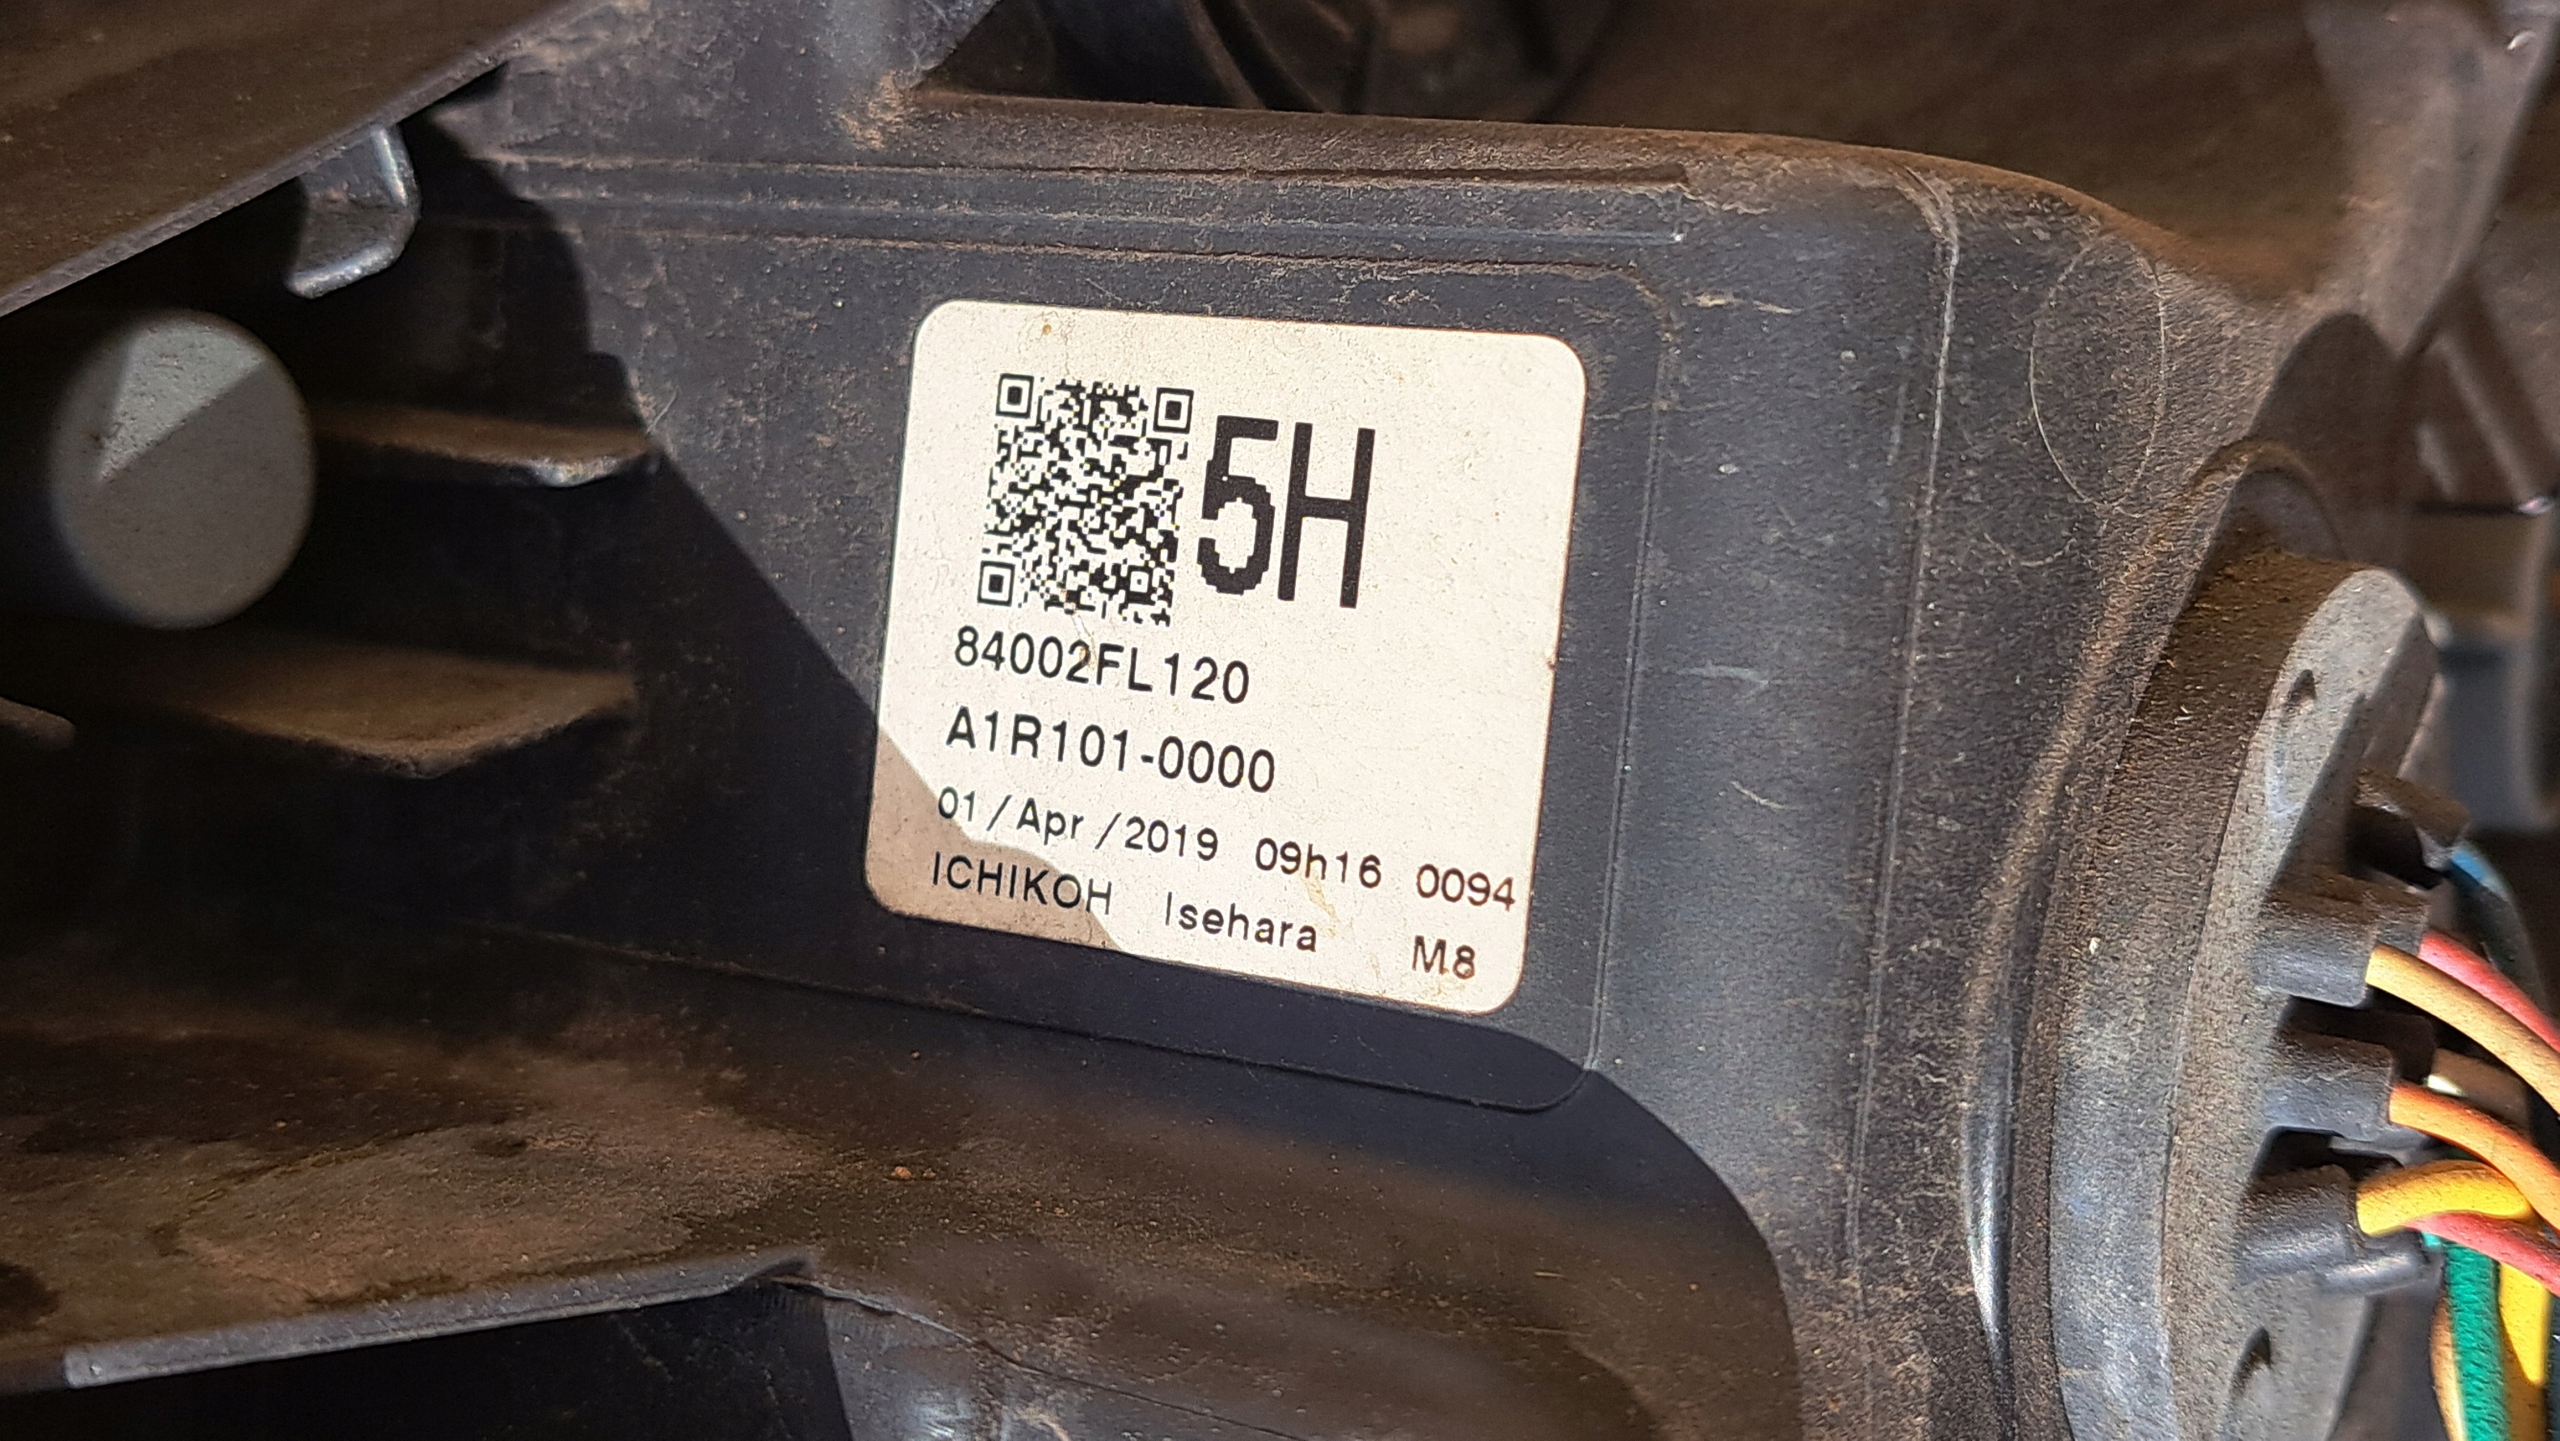 5H
84002FL120
A1R101-0000
01/Apr/2019 09h16 0094
ICHIKOH Isehara M8